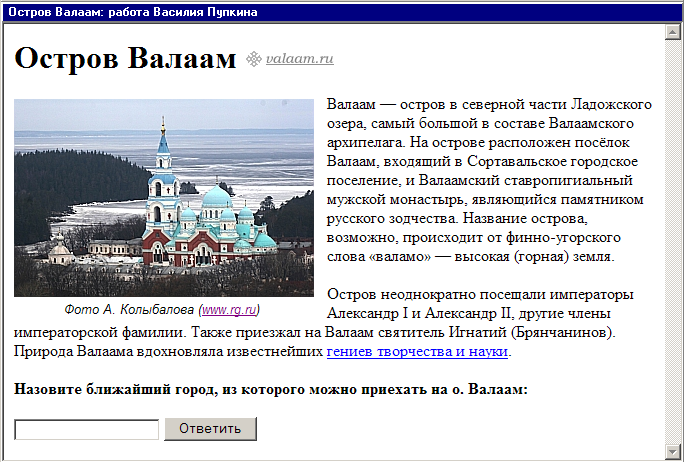 Остров Валаам: работа Василия Пупкина
Остров Валаам valaam.ru
Валаам — остров в северной части Ладожского
озера, самый большой в составе Валаамского
архипелага. На острове расположен посёлок
Валаам, входящий в Сортавальское городское
поселение, и Валаамский ставропигиальный
мужской монастырь, являющийся памятником
русского зодчества. Название острова,
возможно, происходит от финно-угорского
слова «валамо» — высокая (горная) земля.
Фото А. Колыбалова (www.rg.ru)
Остров неоднократно посещали императоры
Александр I и Александр II, другие члены
императорской фамилии. Также приезжал на Валаам святитель Игнатий (Брянчанинов).
Природа Валаама вдохновляла известнейших гениев творчества и науки.
Назовите ближайший город, из которого можно приехать на о. Валаам:
Ответить